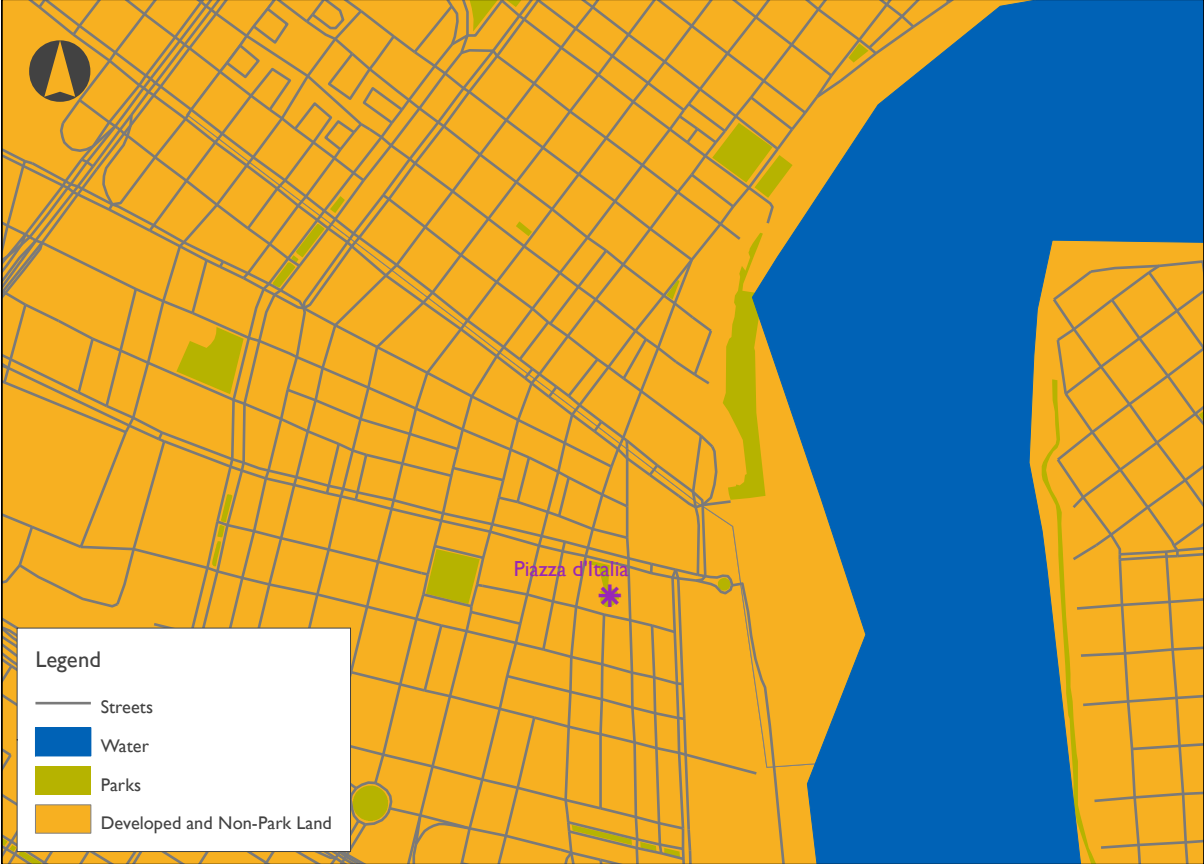 Piazza d'Italia
Legend
Streets
Water
Parks
Developed and Non-Park Land